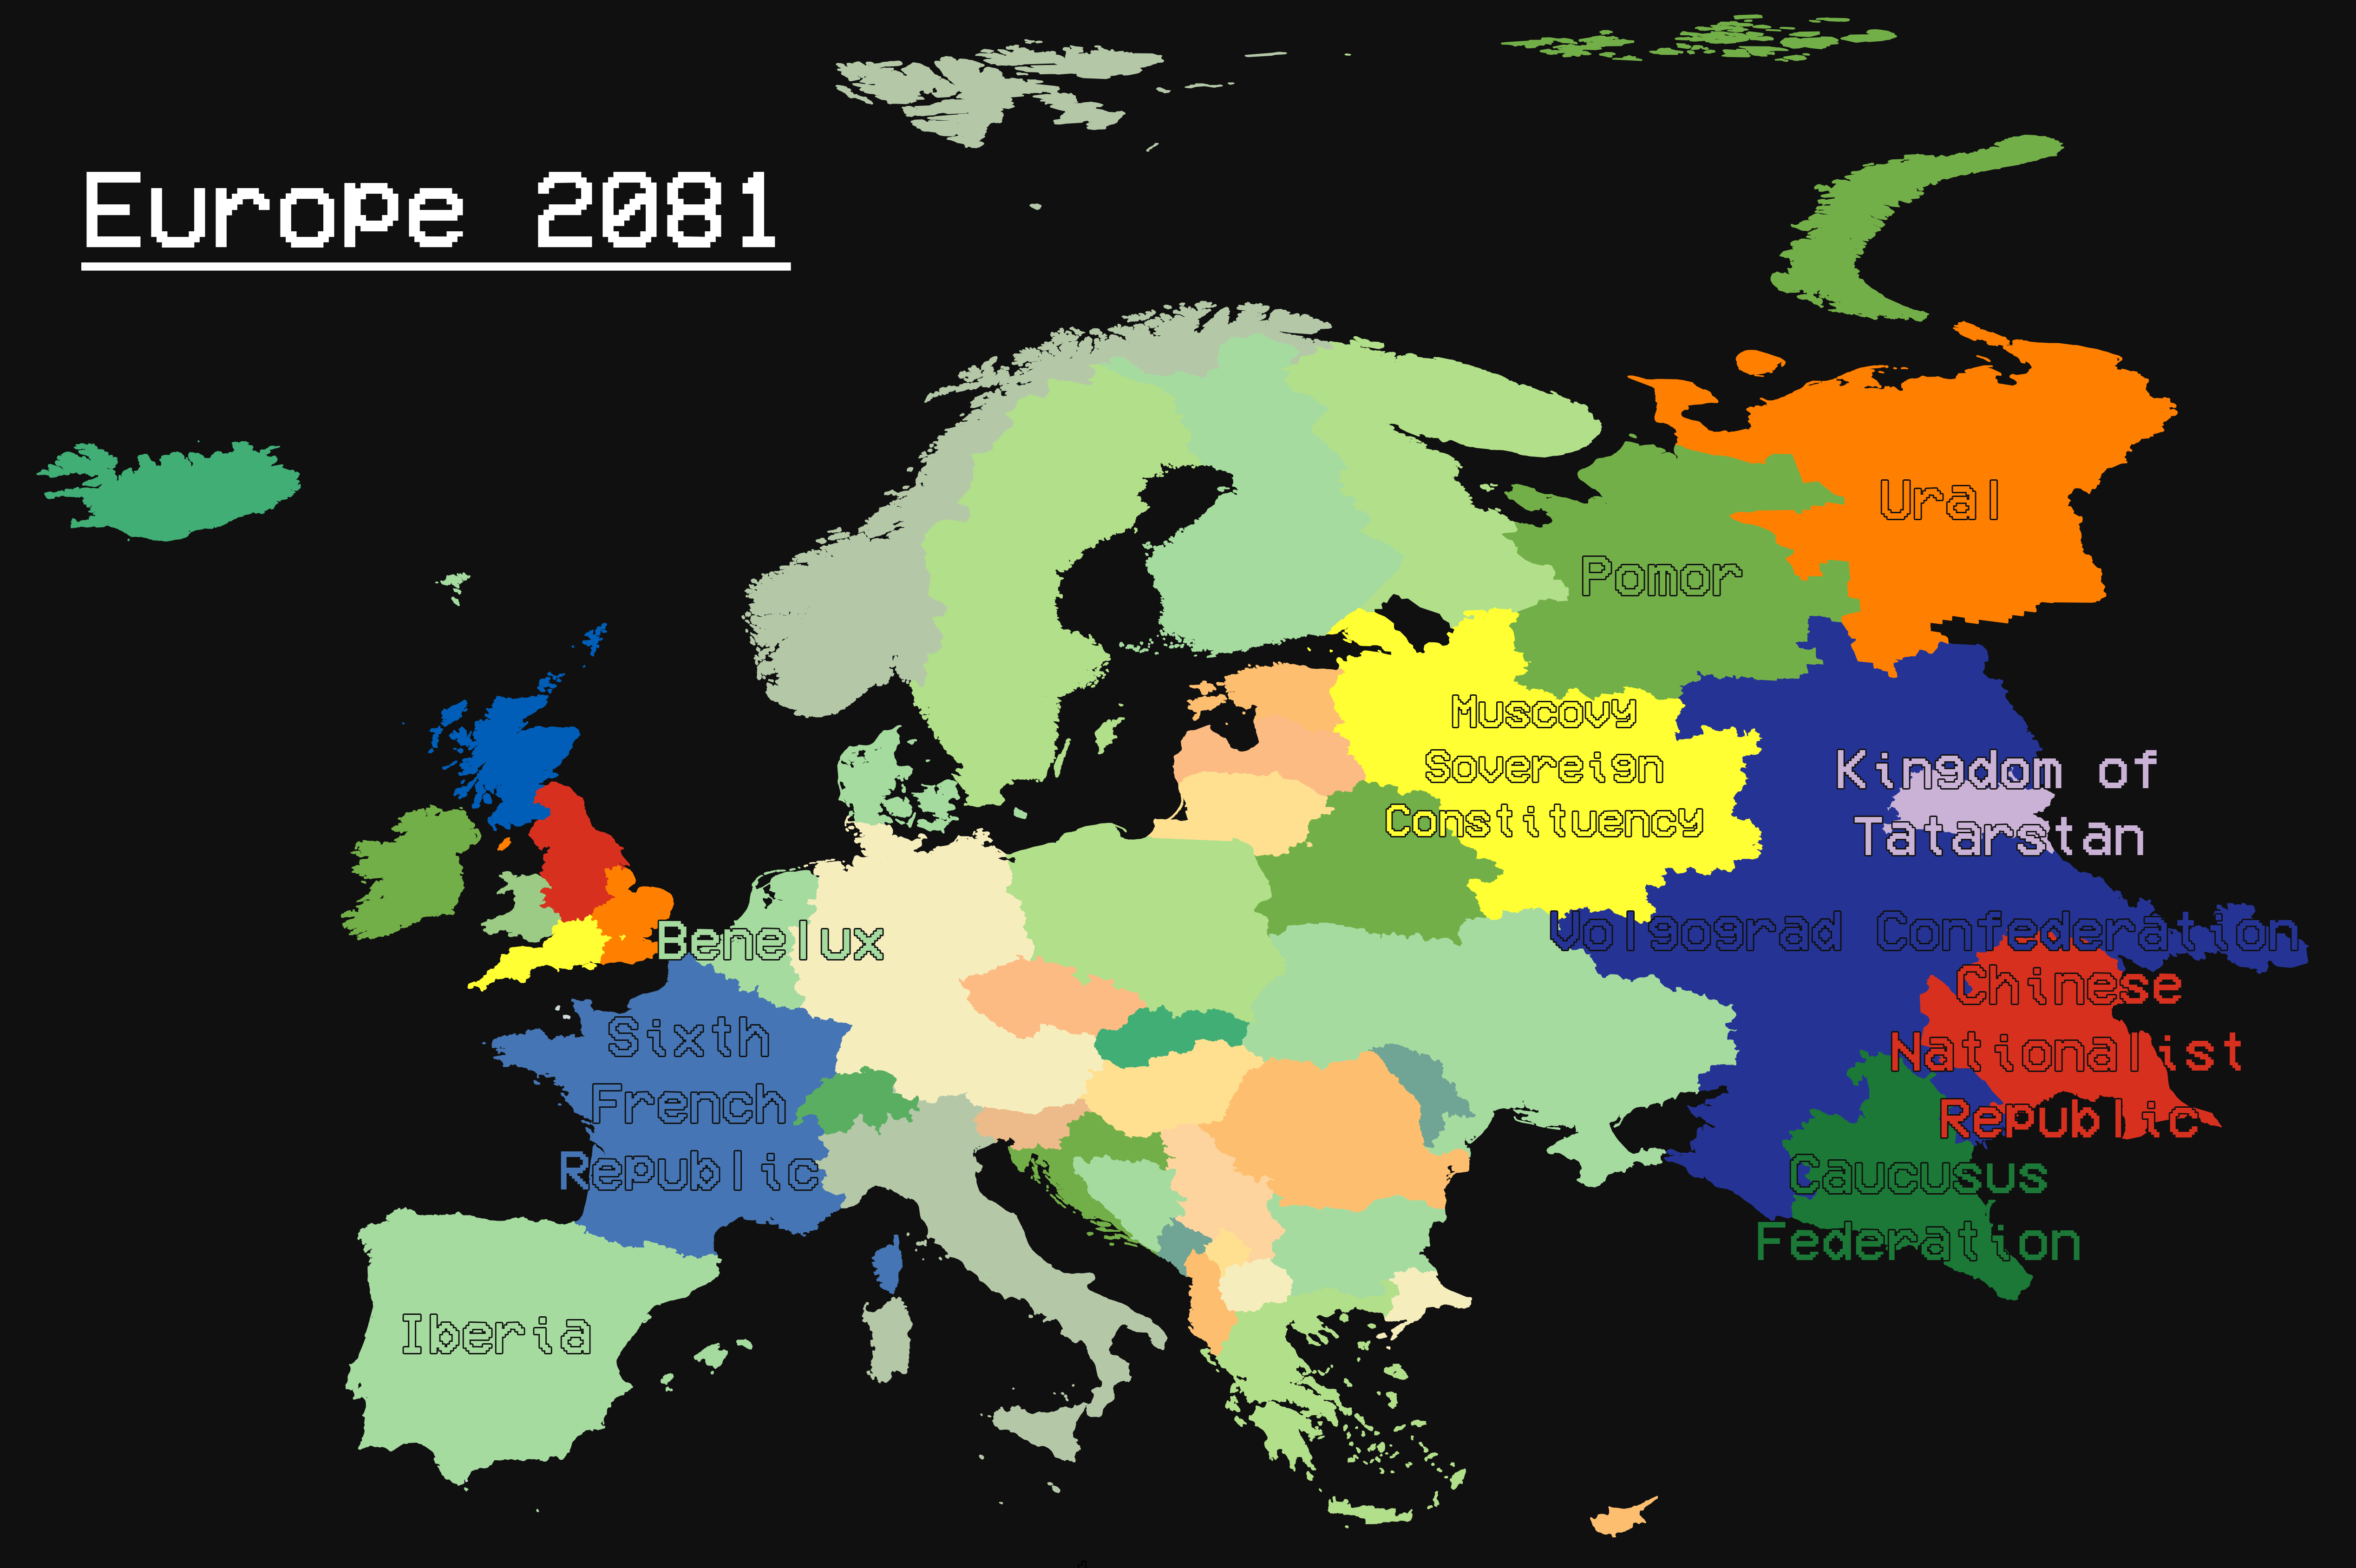 Europe 2081
Ural
Pomor
Muscovy
Sovereign
Constituency
Kingdom of
Tatarstan
Benelux
Volgograd Confederation
Chinese
Nationalist
Republic
Sixth
French
Republic
Caucusus
Federation
Iberia